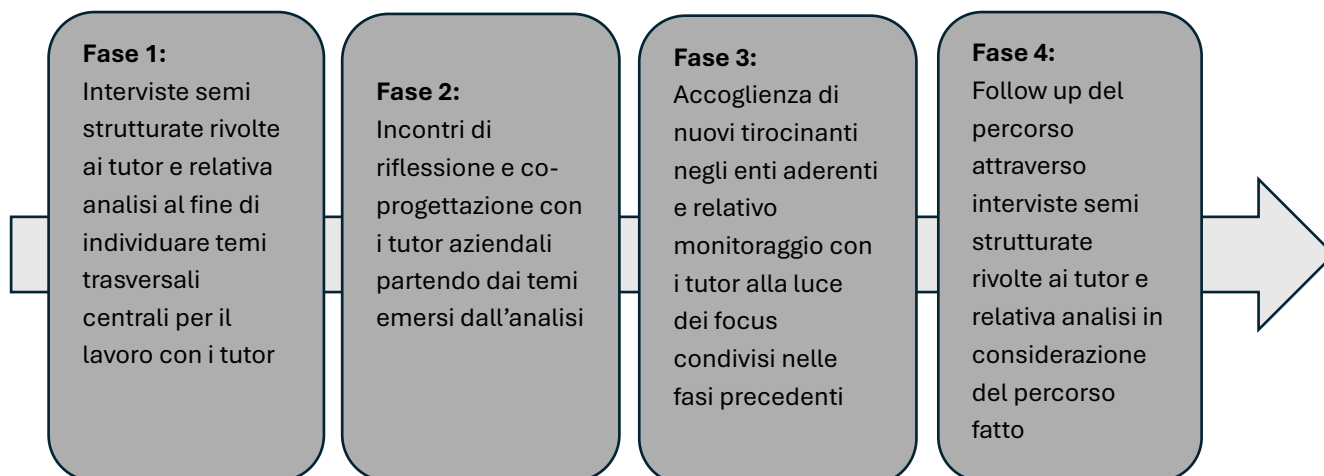 Fase 1:
Interviste semi
strutturate rivolte
ai tutor e relativa
analisi al fine di
individuare temi
trasversali
centrali per il
lavoro con i tutor
Fase 2:
Incontri di
riflessione e co-
progettazione con
i tutor aziendali
partendo dai temi
emersi dall’analisi
Fase 3:
Accoglienza di
nuovi tirocinanti
negli enti aderenti
e relativo
monitoraggio con
i tutor alla luce
dei focus
condivisi nelle
fasi precedenti
Fase 4:
Follow up del
percorso
attraverso
interviste semi
strutturate
rivolte ai tutor e
relativa analisi in
considerazione
del percorso
fatto